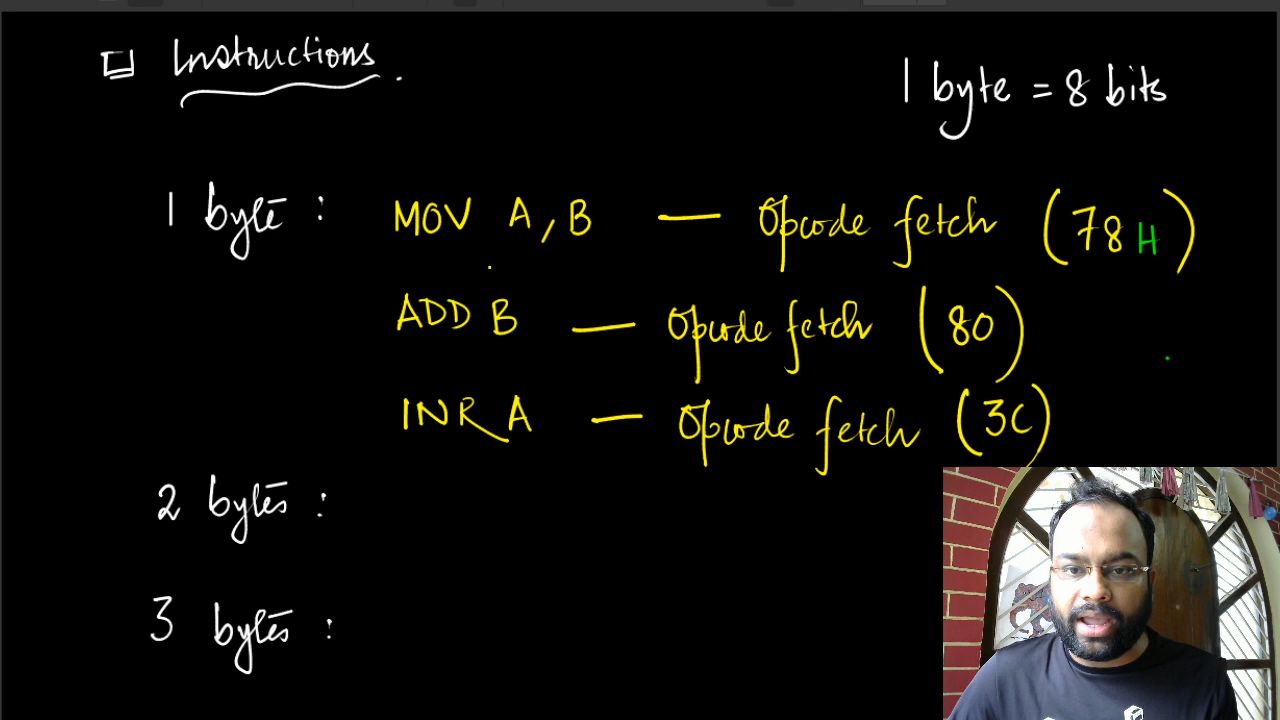 Instructions.
1 byte = 8 bits
1 byte : MOV A, B — Opcode fetch (78H)
ADD B — Opcode fetch (80)
INR A — Opcode fetch (3C)
2 bytes :
3 bytes :